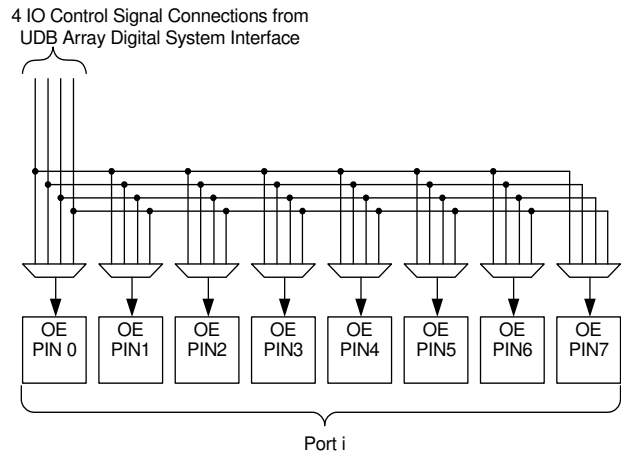 4 IO Control Signal Connections from
UDB Array Digital System Interface
OE
PIN 0
OE
PIN1
OE
PIN2
OE
PIN3
OE
PIN4
OE
PIN5
OE
PIN6
OE
PIN7
Port i